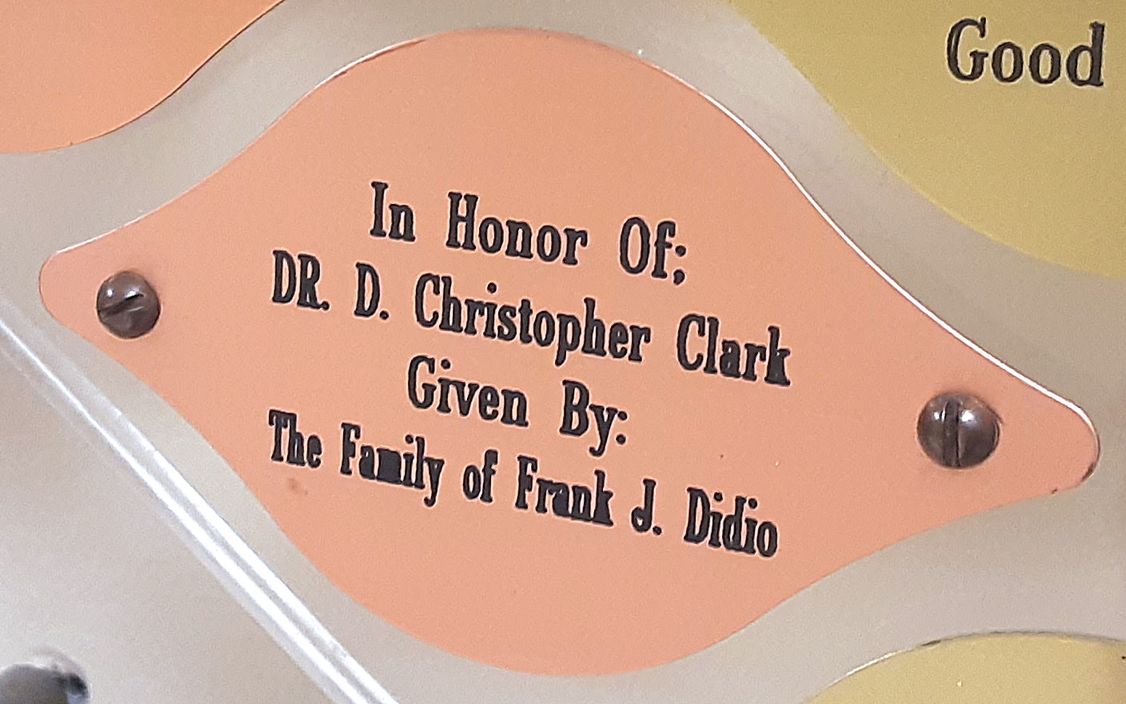 Good
In Honor Of;
DR. D. Christopher Clark
Given By:
The Family of Frank J. Didio